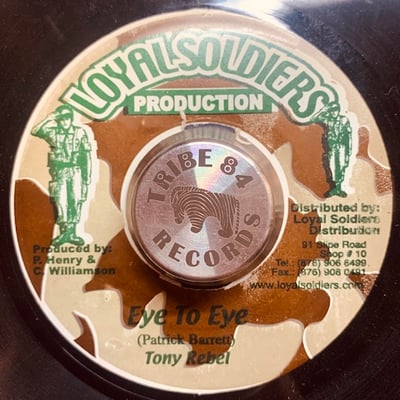 LOYAL SOLDIERS
PRODUCTION
TRIBE 84
RECORDS
Produced by:
P. Henry &
C. Williamson
Distributed by:
Loyal Soldiers
Distribution
91 Slipe Road
Shop # 10
Tel.: (876) 906 6499
Fax.: (876) 908 0491
www.loyalsoldiers.com
Eye To Eye
(Patrick Barrett)
Tony Rebel